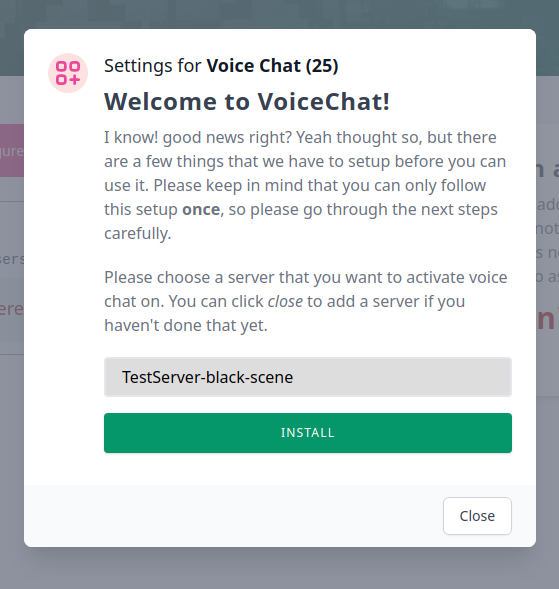 Settings for Voice Chat (25)
Welcome to VoiceChat!
I know! good news right? Yeah thought so, but there
are a few things that we have to setup before you can
use it. Please keep in mind that you can only follow
this setup once, so please go through the next steps
carefully.
Please choose a server that you want to activate voice
chat on. You can click close to add a server if you
haven't done that yet.
TestServer-black-scene
INSTALL
Close